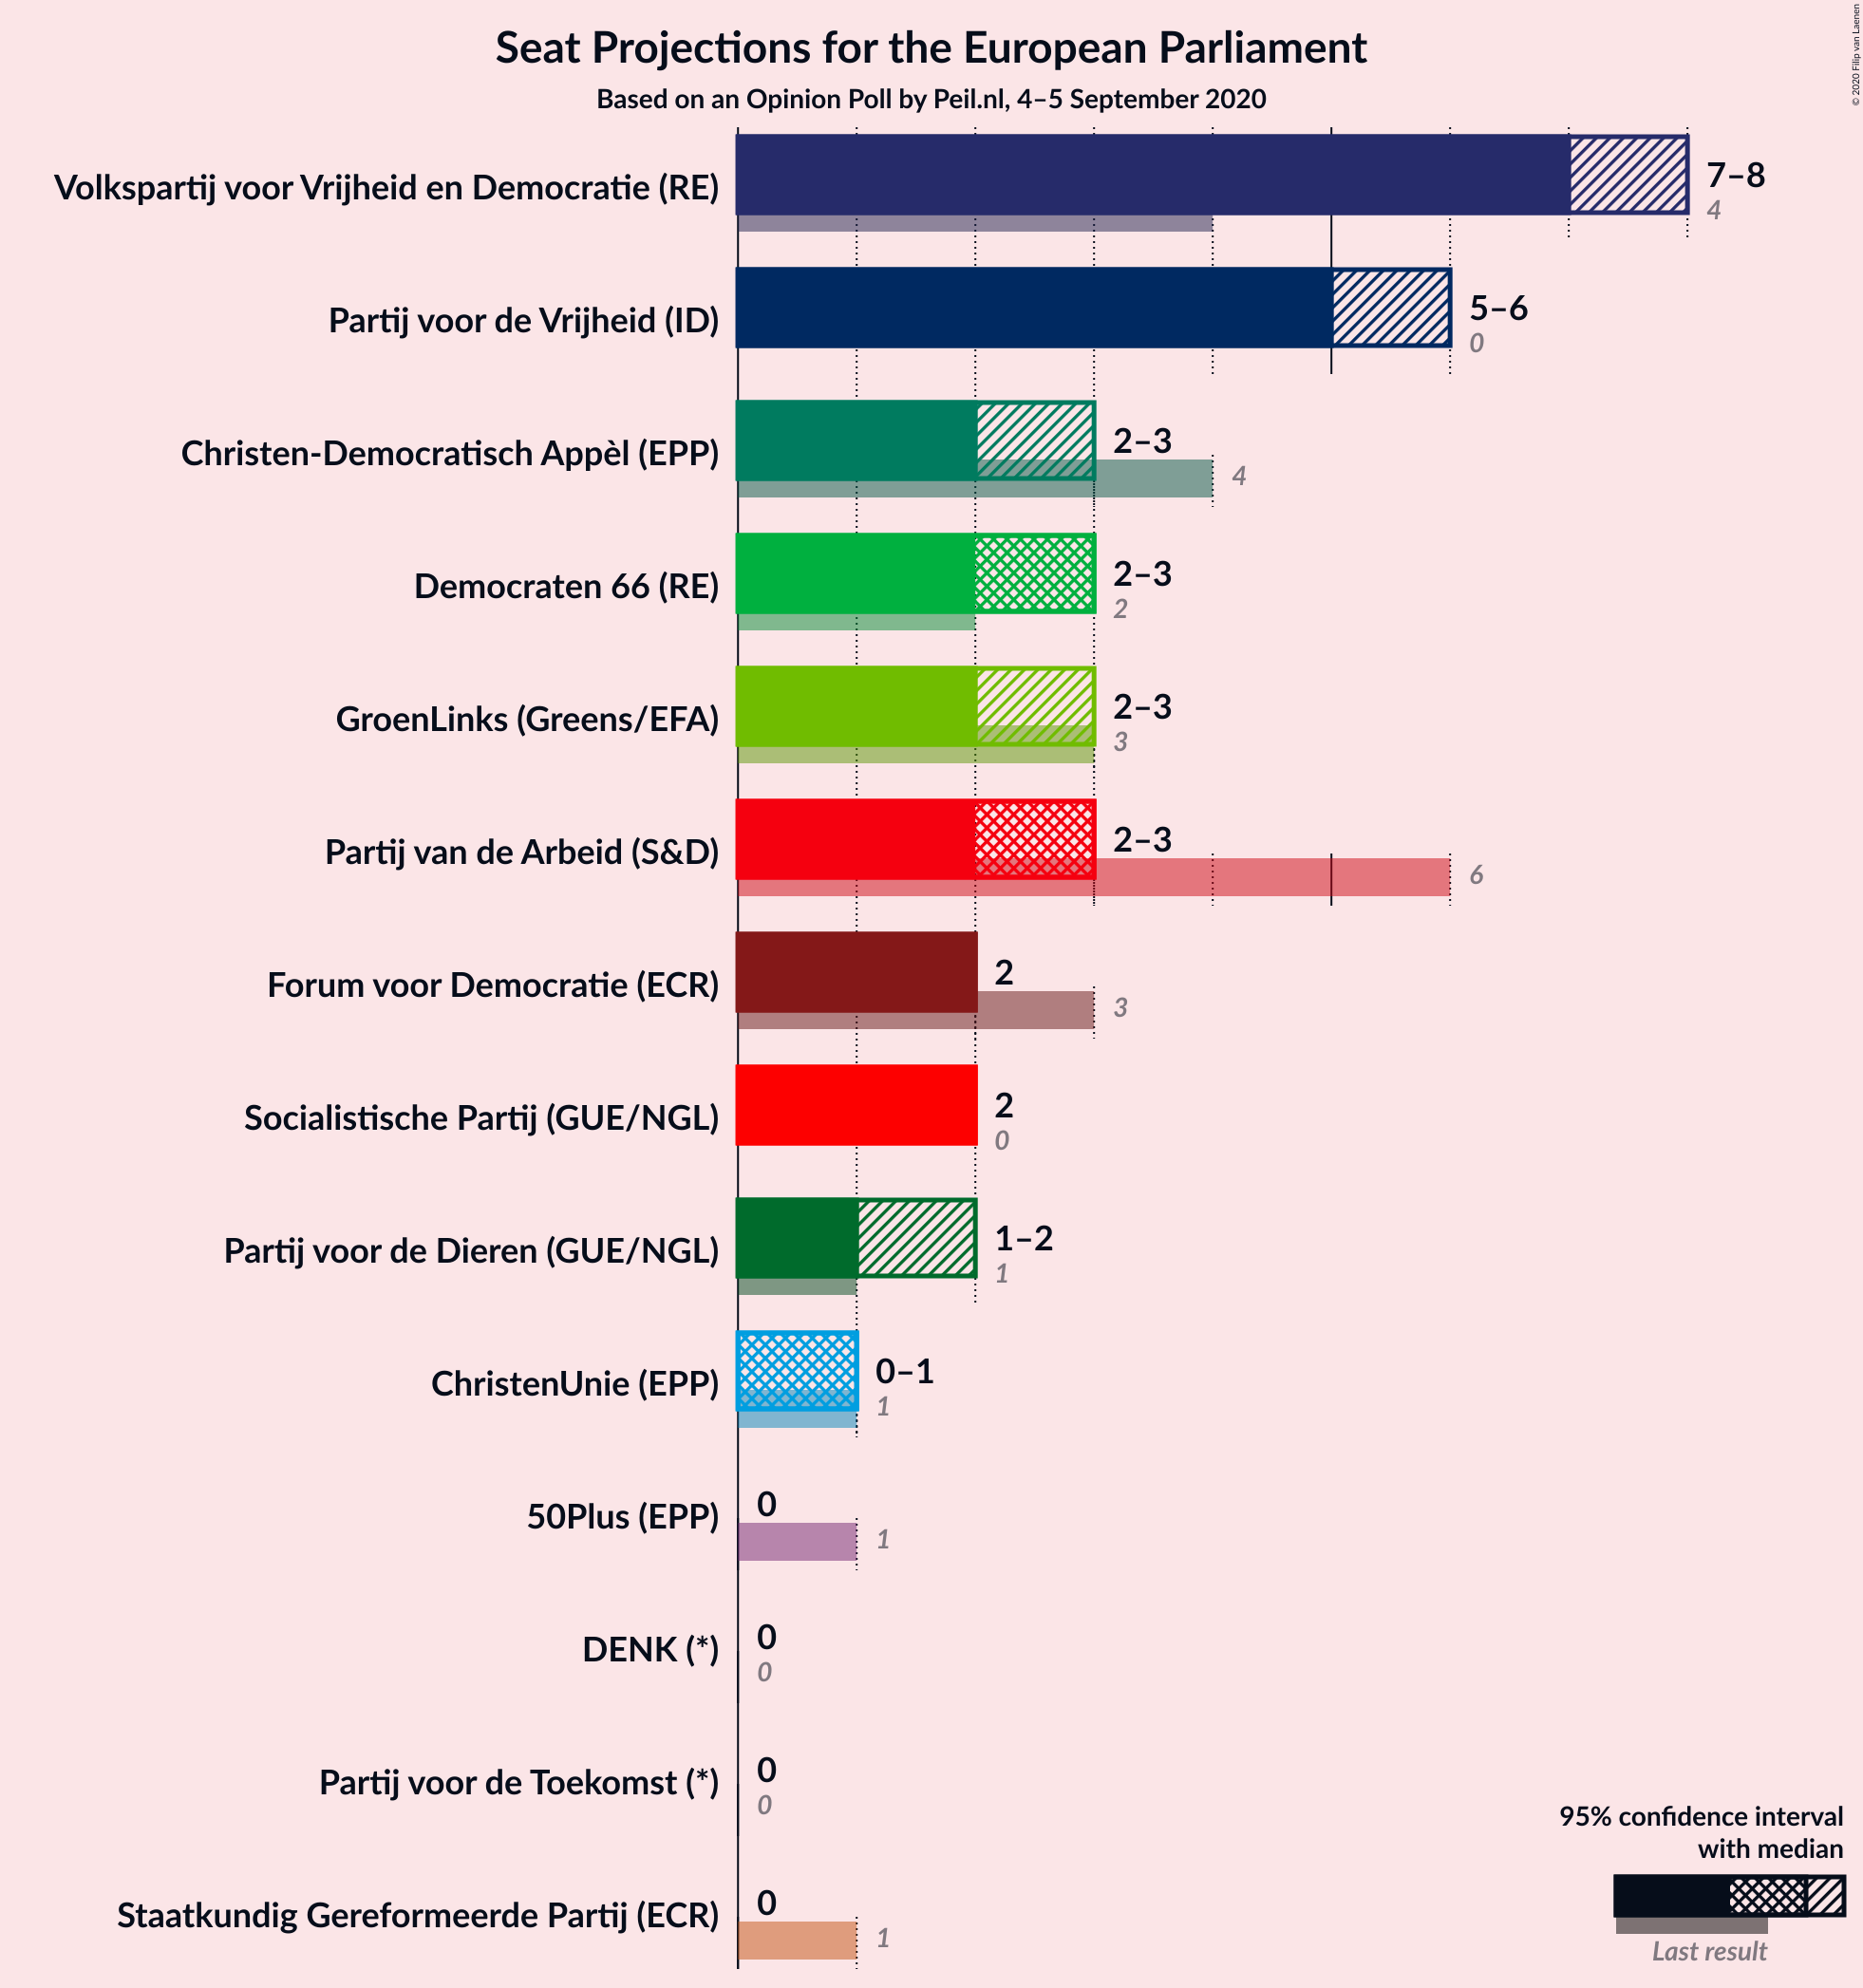 Seat Projections for the European Parliament
Based on an Opinion Poll by Peil.nl, 4–5 September 2020
© 2020 Filip van Laenen
Volkspartij voor Vrijheid en Democratie (RE)
7–8
4
Partij voor de Vrijheid (ID)
5–6
0
Christen-Democratisch Appèl (EPP)
2–3
4
Democraten 66 (RE)
2–3
2
GroenLinks (Greens/EFA)
2–3
3
Partij van de Arbeid (S&D)
2–3
6
Forum voor Democratie (ECR)
2
3
Socialistische Partij (GUE/NGL)
2
0
Partij voor de Dieren (GUE/NGL)
1–2
1
ChristenUnie (EPP)
0–1
1
50Plus (EPP)
0
1
DENK (*)
0
0
Partij voor de Toekomst (*)
0
0
Staatkundig Gereformeerde Partij (ECR)
0
1
95% confidence interval
with median
Last result